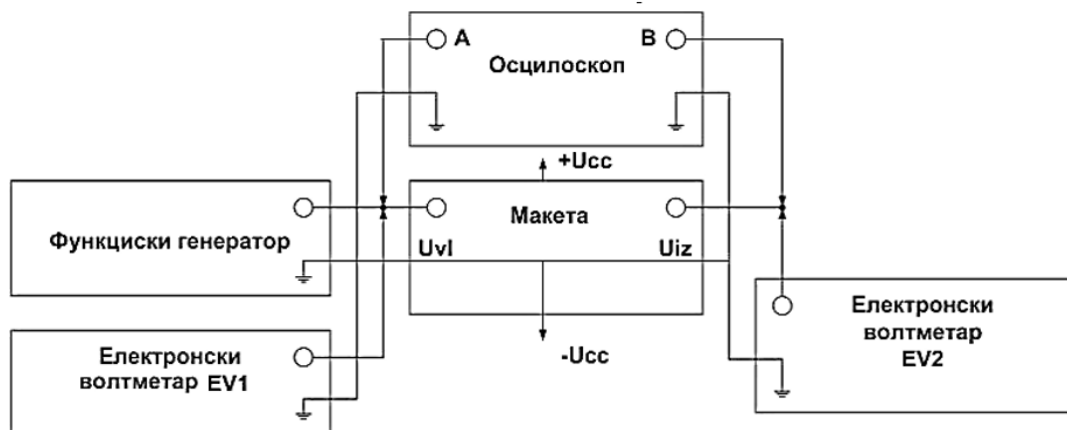 A B
Осцилоскоп
+Ucc
Макета
Функциски генератор
Uvl Uiz
Електронски
волтметар EV1
-Ucc
Електронски
волтметар
EV2